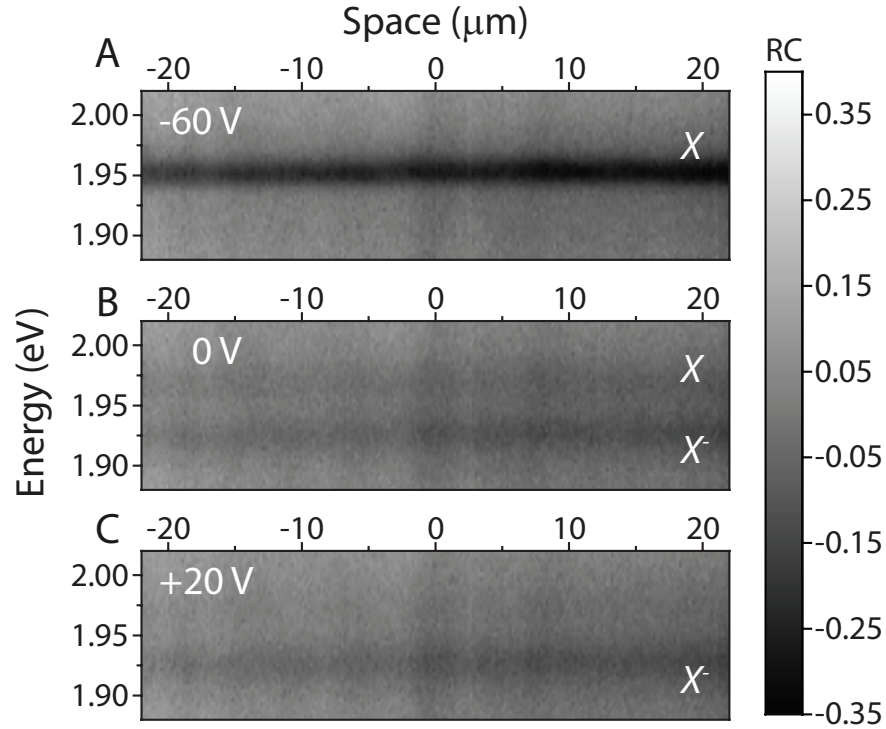 Space (μm)
A
-20 -10 0 10 20
RC
2.00
1.95
1.90
-60 V
X
B
-20 -10 0 10 20
2.00
1.95
1.90
0 V
X
X-
C
-20 -10 0 10 20
2.00
1.95
1.90
+20 V
X-
Energy (eV)
0.35
0.25
0.15
0.05
-0.05
-0.15
-0.25
-0.35